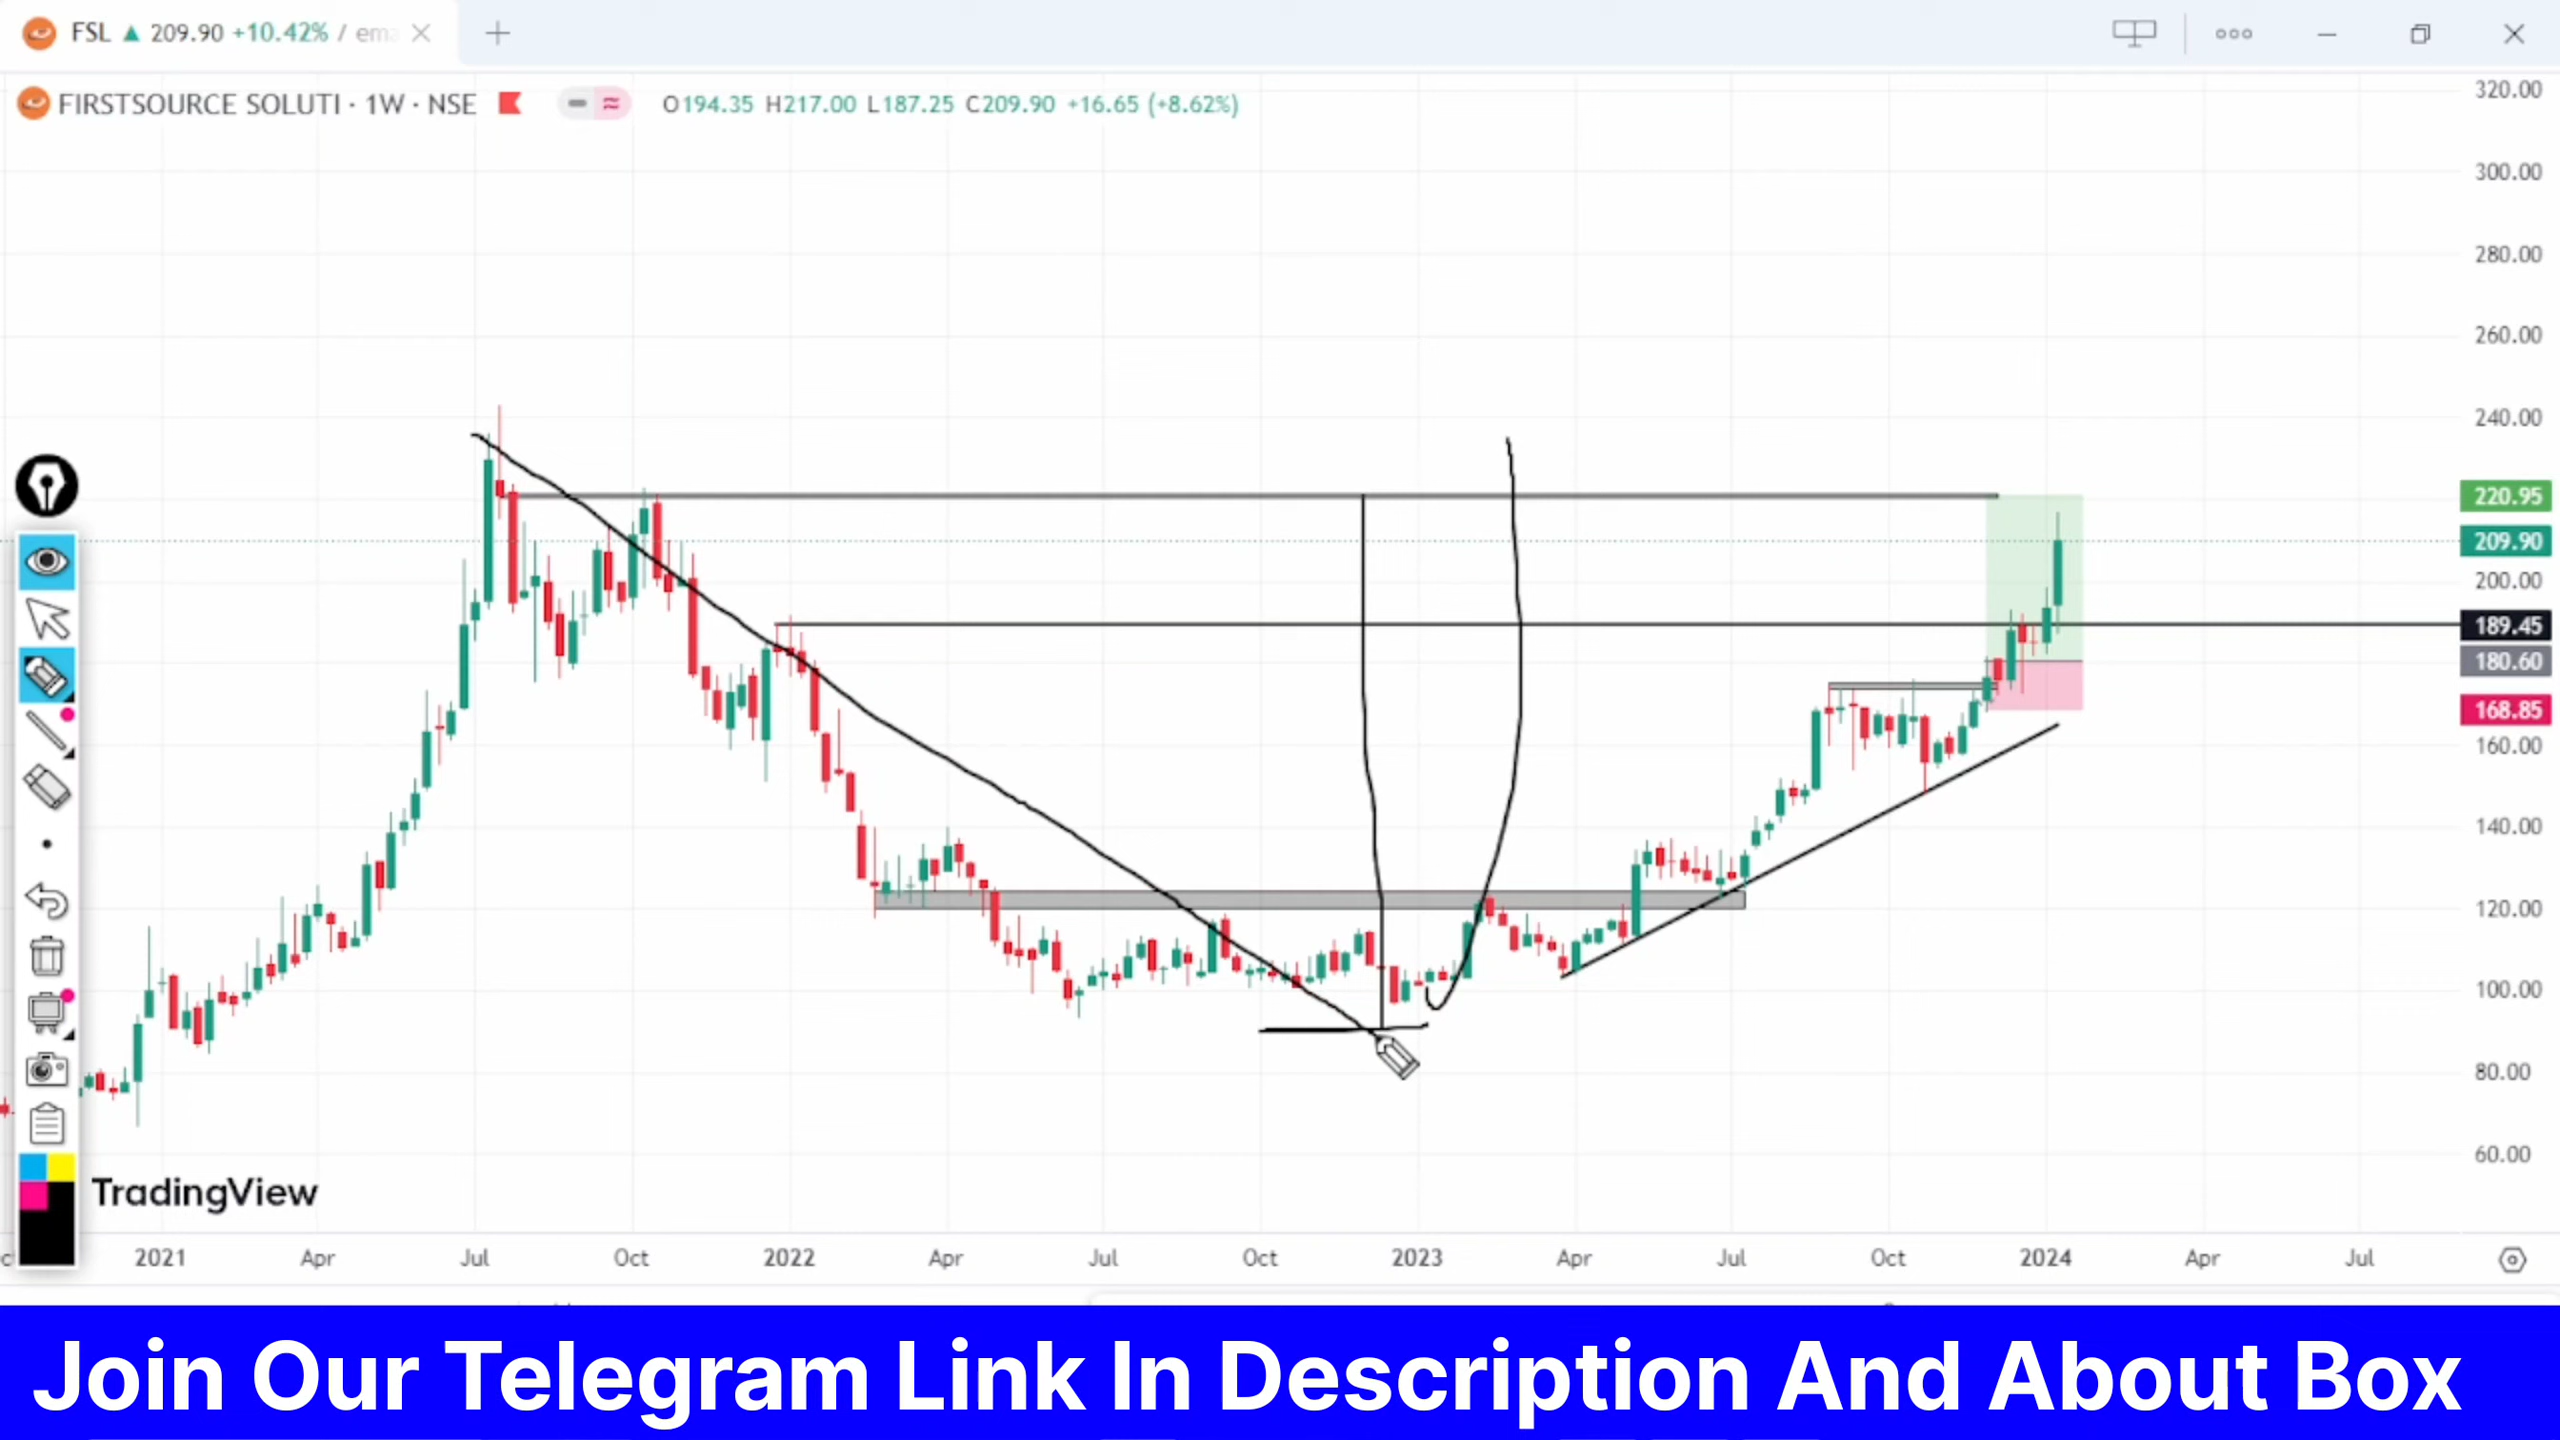 FSL ▲ 209.90 +10.42% / ema
FIRSTSOURCE SOLUTI · 1W · NSE
O194.35 H217.00 L187.25 C209.90 +16.65 (+8.62%)
320.00
300.00
280.00
260.00
240.00
220.95
209.90
200.00
189.45
180.60
168.85
160.00
140.00
120.00
100.00
80.00
60.00
TradingView
2021 Apr Jul Oct 2022 Apr Jul Oct 2023 Apr Jul Oct 2024 Apr Jul
Join Our Telegram Link In Description And About Box